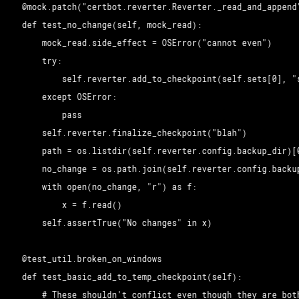 @mock.patch("certbot.reverter.Reverter._read_and_append"
def test_no_change(self, mock_read):
mock_read.side_effect = OSError("cannot even")
try:
self.reverter.add_to_checkpoint(self.sets[0], "s
except OSError:
pass
self.reverter.finalize_checkpoint("blah")
path = os.listdir(self.reverter.config.backup_dir)[0
no_change = os.path.join(self.reverter.config.backup
with open(no_change, "r") as f:
x = f.read()
self.assertTrue("No changes" in x)
@test_util.broken_on_windows
def test_basic_add_to_temp_checkpoint(self):
# These shouldn't conflict even though they are both